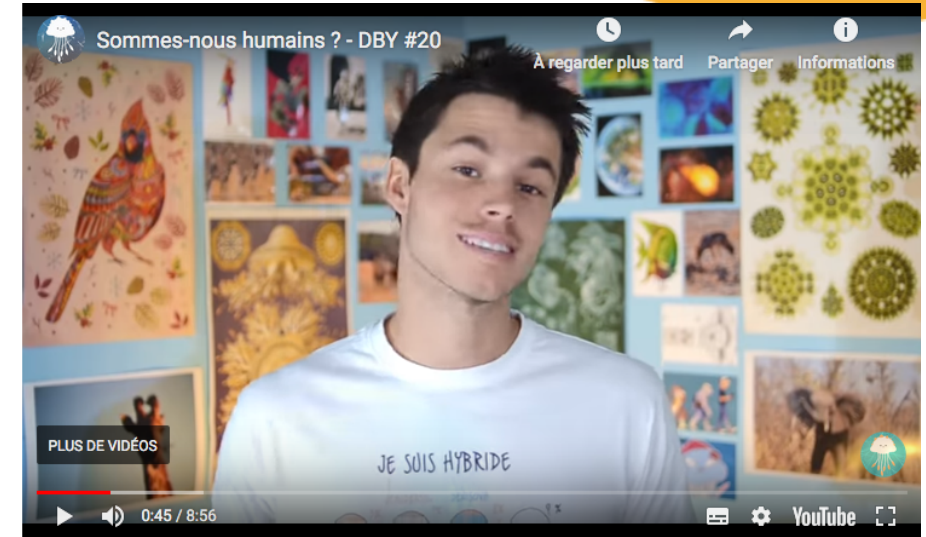 Sommes-nous humains ? - DBY #20
À regarder plus tard
Partager
Informations
PLUS DE VIDÉOS
JE SUIS HYBRIDE
0:45 / 8:56
YouTube